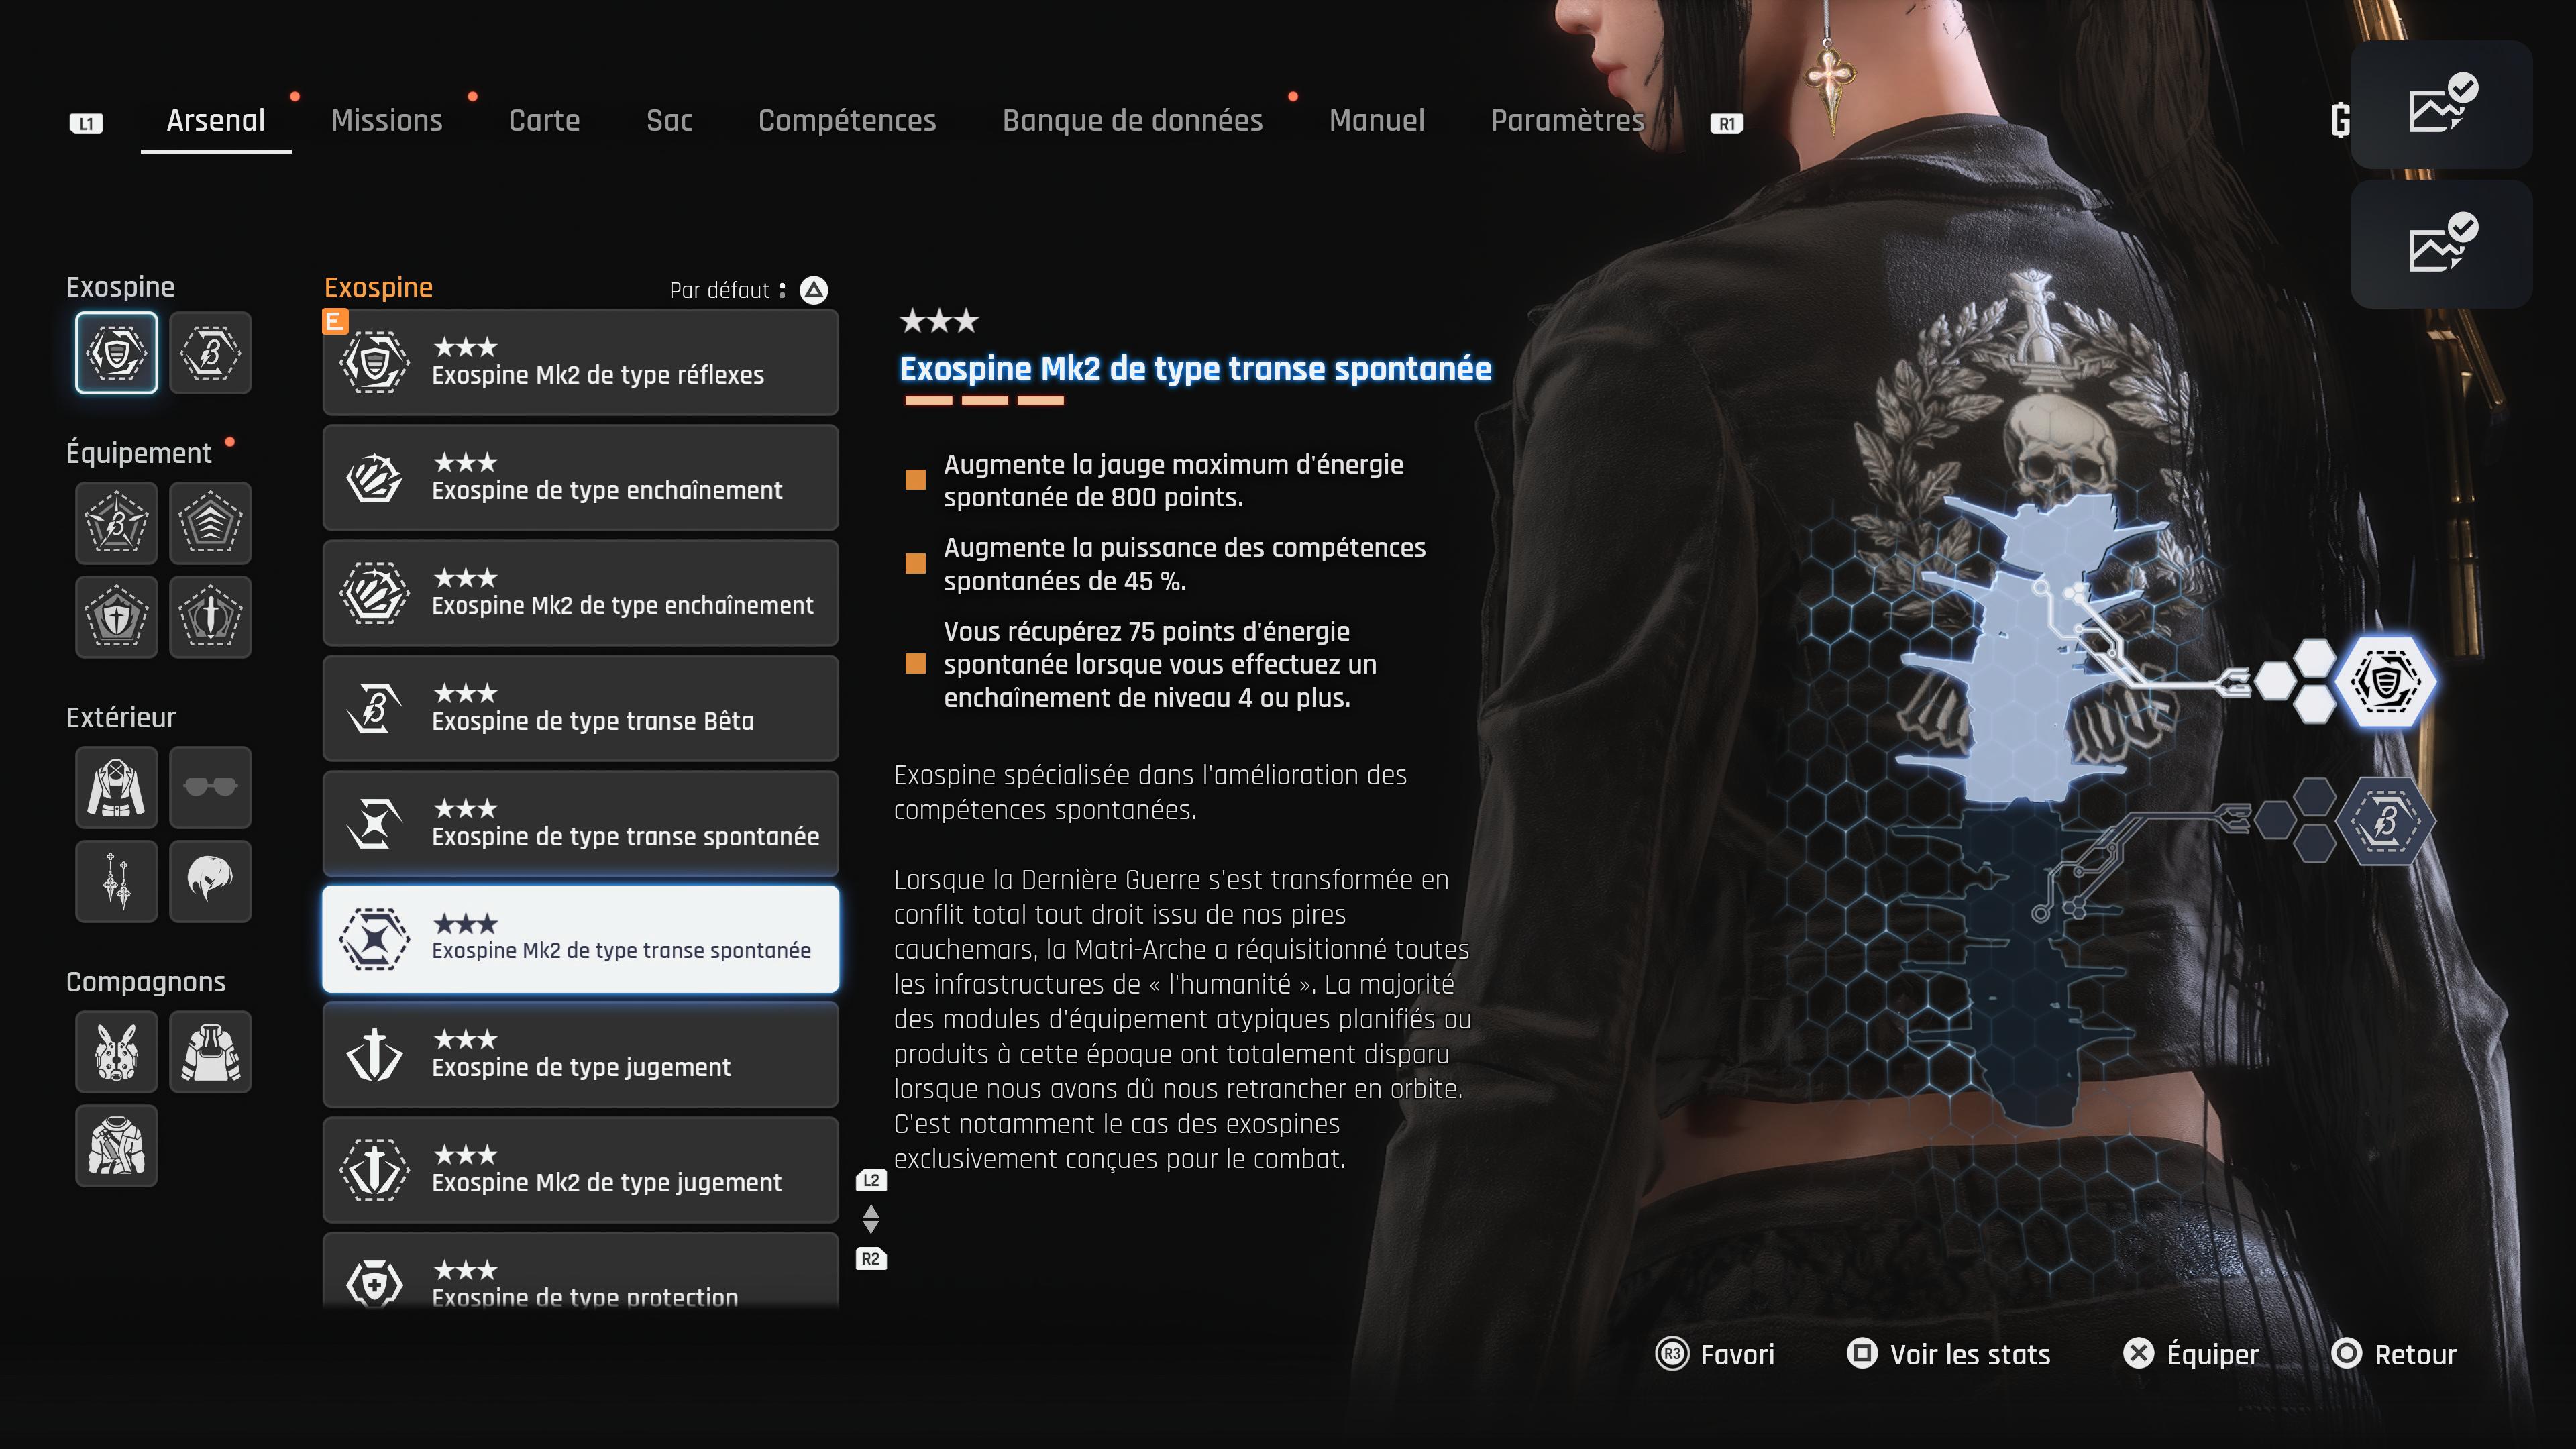 L1
Arsenal
Missions
Carte
Sac
Compétences
Banque de données
Manuel
Paramètres
R1
Exospine
Équipement
Extérieur
Compagnons
Exospine
Par défaut :
E
Exospine Mk2 de type réflexes
Exospine de type enchaînement
Exospine Mk2 de type enchaînement
Exospine de type transe Bêta
Exospine de type transe spontanée
Exospine Mk2 de type transe spontanée
Exospine de type jugement
Exospine Mk2 de type jugement
Exospine de type protection
L2
R2
Exospine Mk2 de type transe spontanée
Augmente la jauge maximum d'énergie
spontanée de 800 points.
Augmente la puissance des compétences
spontanées de 45 %.
Vous récupérez 75 points d'énergie
spontanée lorsque vous effectuez un
enchaînement de niveau 4 ou plus.
Exospine spécialisée dans l'amélioration des
compétences spontanées.
Lorsque la Dernière Guerre s'est transformée en
conflit total tout droit issu de nos pires
cauchemars, la Matri-Arche a réquisitionné toutes
les infrastructures de « l'humanité ». La majorité
des modules d'équipement atypiques planifiés ou
produits à cette époque ont totalement disparu
lorsque nous avons dû nous retrancher en orbite.
C'est notamment le cas des exospines
exclusivement conçues pour le combat.
R3 Favori
Voir les stats
Équiper
Retour